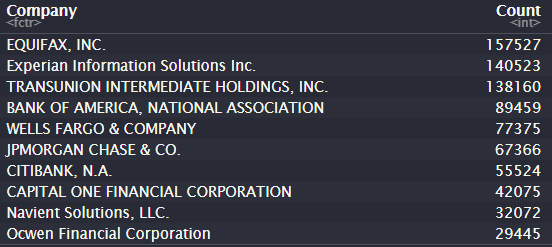 Company Count
<fctr> <int>
EQUIFAX, INC. 157527
Experian Information Solutions Inc. 140523
TRANSUNION INTERMEDIATE HOLDINGS, INC. 138160
BANK OF AMERICA, NATIONAL ASSOCIATION 89459
WELLS FARGO & COMPANY 77375
JPMORGAN CHASE & CO. 67366
CITIBANK, N.A. 55524
CAPITAL ONE FINANCIAL CORPORATION 42075
Navient Solutions, LLC. 32072
Ocwen Financial Corporation 29445